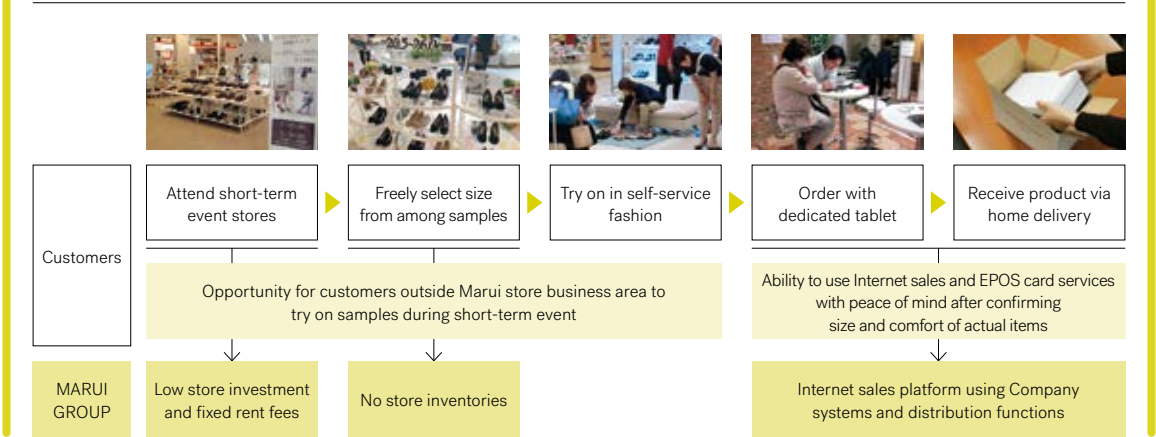 Attend short-term
event stores
Freely select size
from among samples
Try on in self-service
fashion
Order with
dedicated tablet
Receive product via
home delivery
Customers
Opportunity for customers outside Marui store business area to
try on samples during short-term event
Ability to use Internet sales and EPOS card services
with peace of mind after confirming
size and comfort of actual items
MARUI
GROUP
Low store investment
and fixed rent fees
No store inventories
Internet sales platform using Company
systems and distribution functions